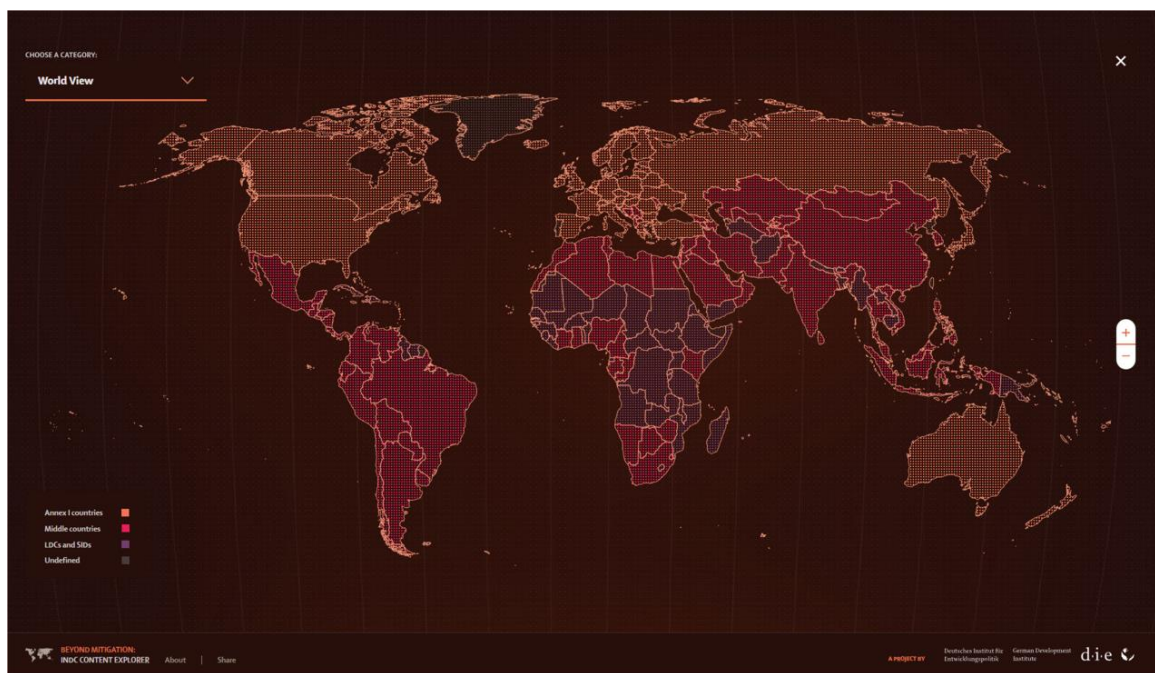 CHOOSE A CATEGORY:
World View
+
−
Annex I countries
Middle countries
LDCs and SIDs
Undefined
BEYOND MITIGATION:
INDC CONTENT EXPLORER
About | Share
A PROJECT BY
Deutsches Institut für
Entwicklungspolitik
German Development
Institute
d·i·e